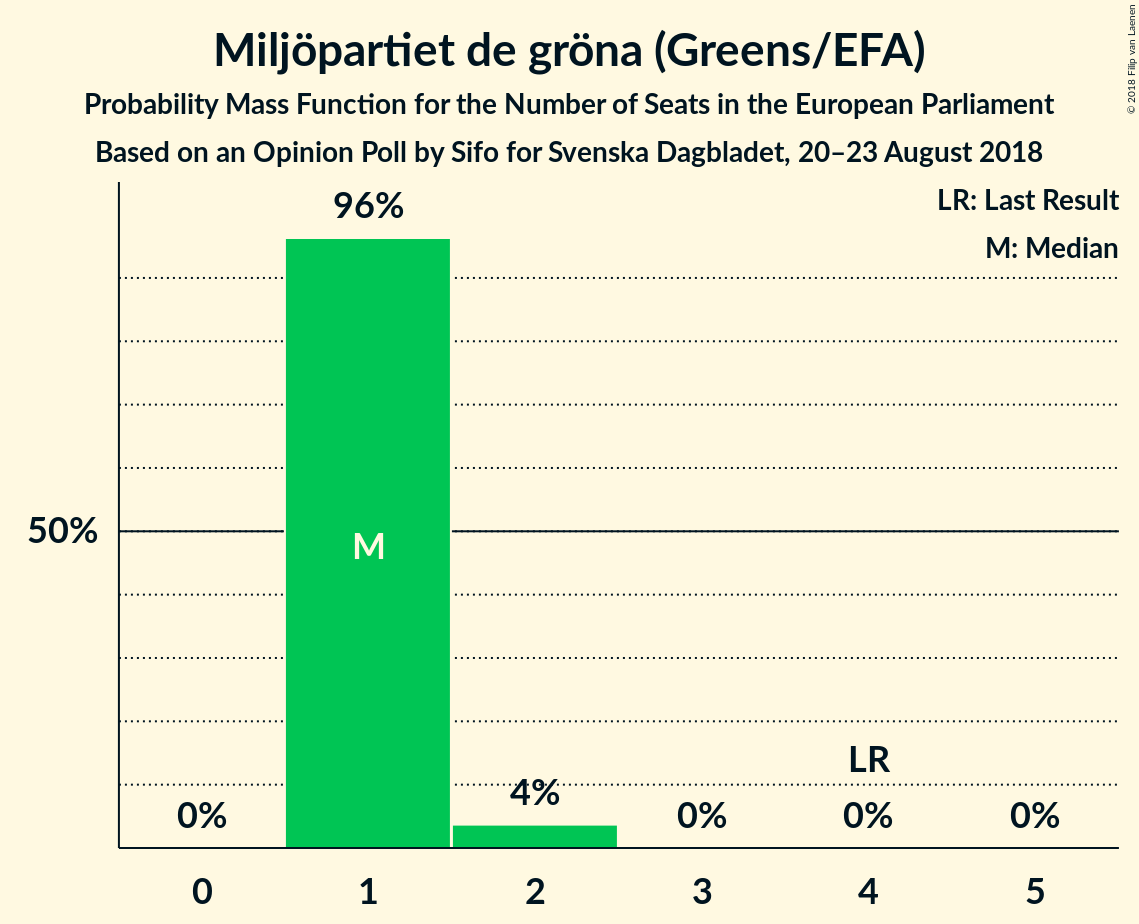 Miljöpartiet de gröna (Greens/EFA)
Probability Mass Function for the Number of Seats in the European Parliament
Based on an Opinion Poll by Sifo for Svenska Dagbladet, 20–23 August 2018
© 2018 Filip van Laenen
LR: Last Result
M: Median
96%
50%
M
LR
0%
4%
0%
0%
0%
0 1 2 3 4 5